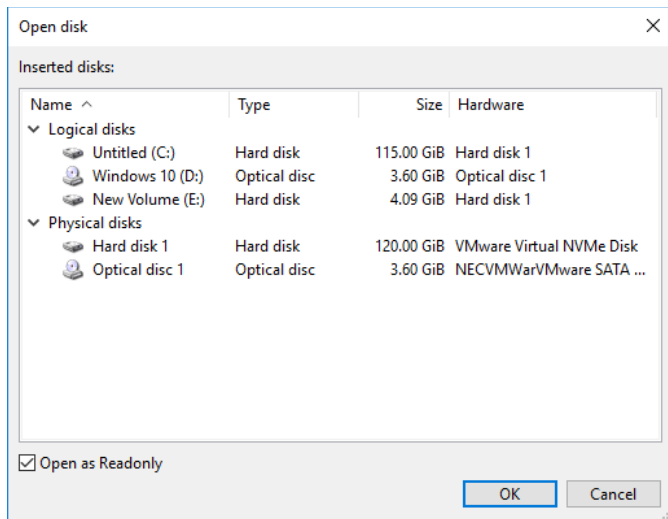 Open disk
Inserted disks:
Name Type Size Hardware
Logical disks
Untitled (C:) Hard disk 115.00 GiB Hard disk 1
Windows 10 (D:) Optical disc 3.60 GiB Optical disc 1
New Volume (E:) Hard disk 4.09 GiB Hard disk 1
Physical disks
Hard disk 1 Hard disk 120.00 GiB VMware Virtual NVMe Disk
Optical disc 1 Optical disc 3.60 GiB NECVMWarVMware SATA ...
Open as Readonly
OK Cancel